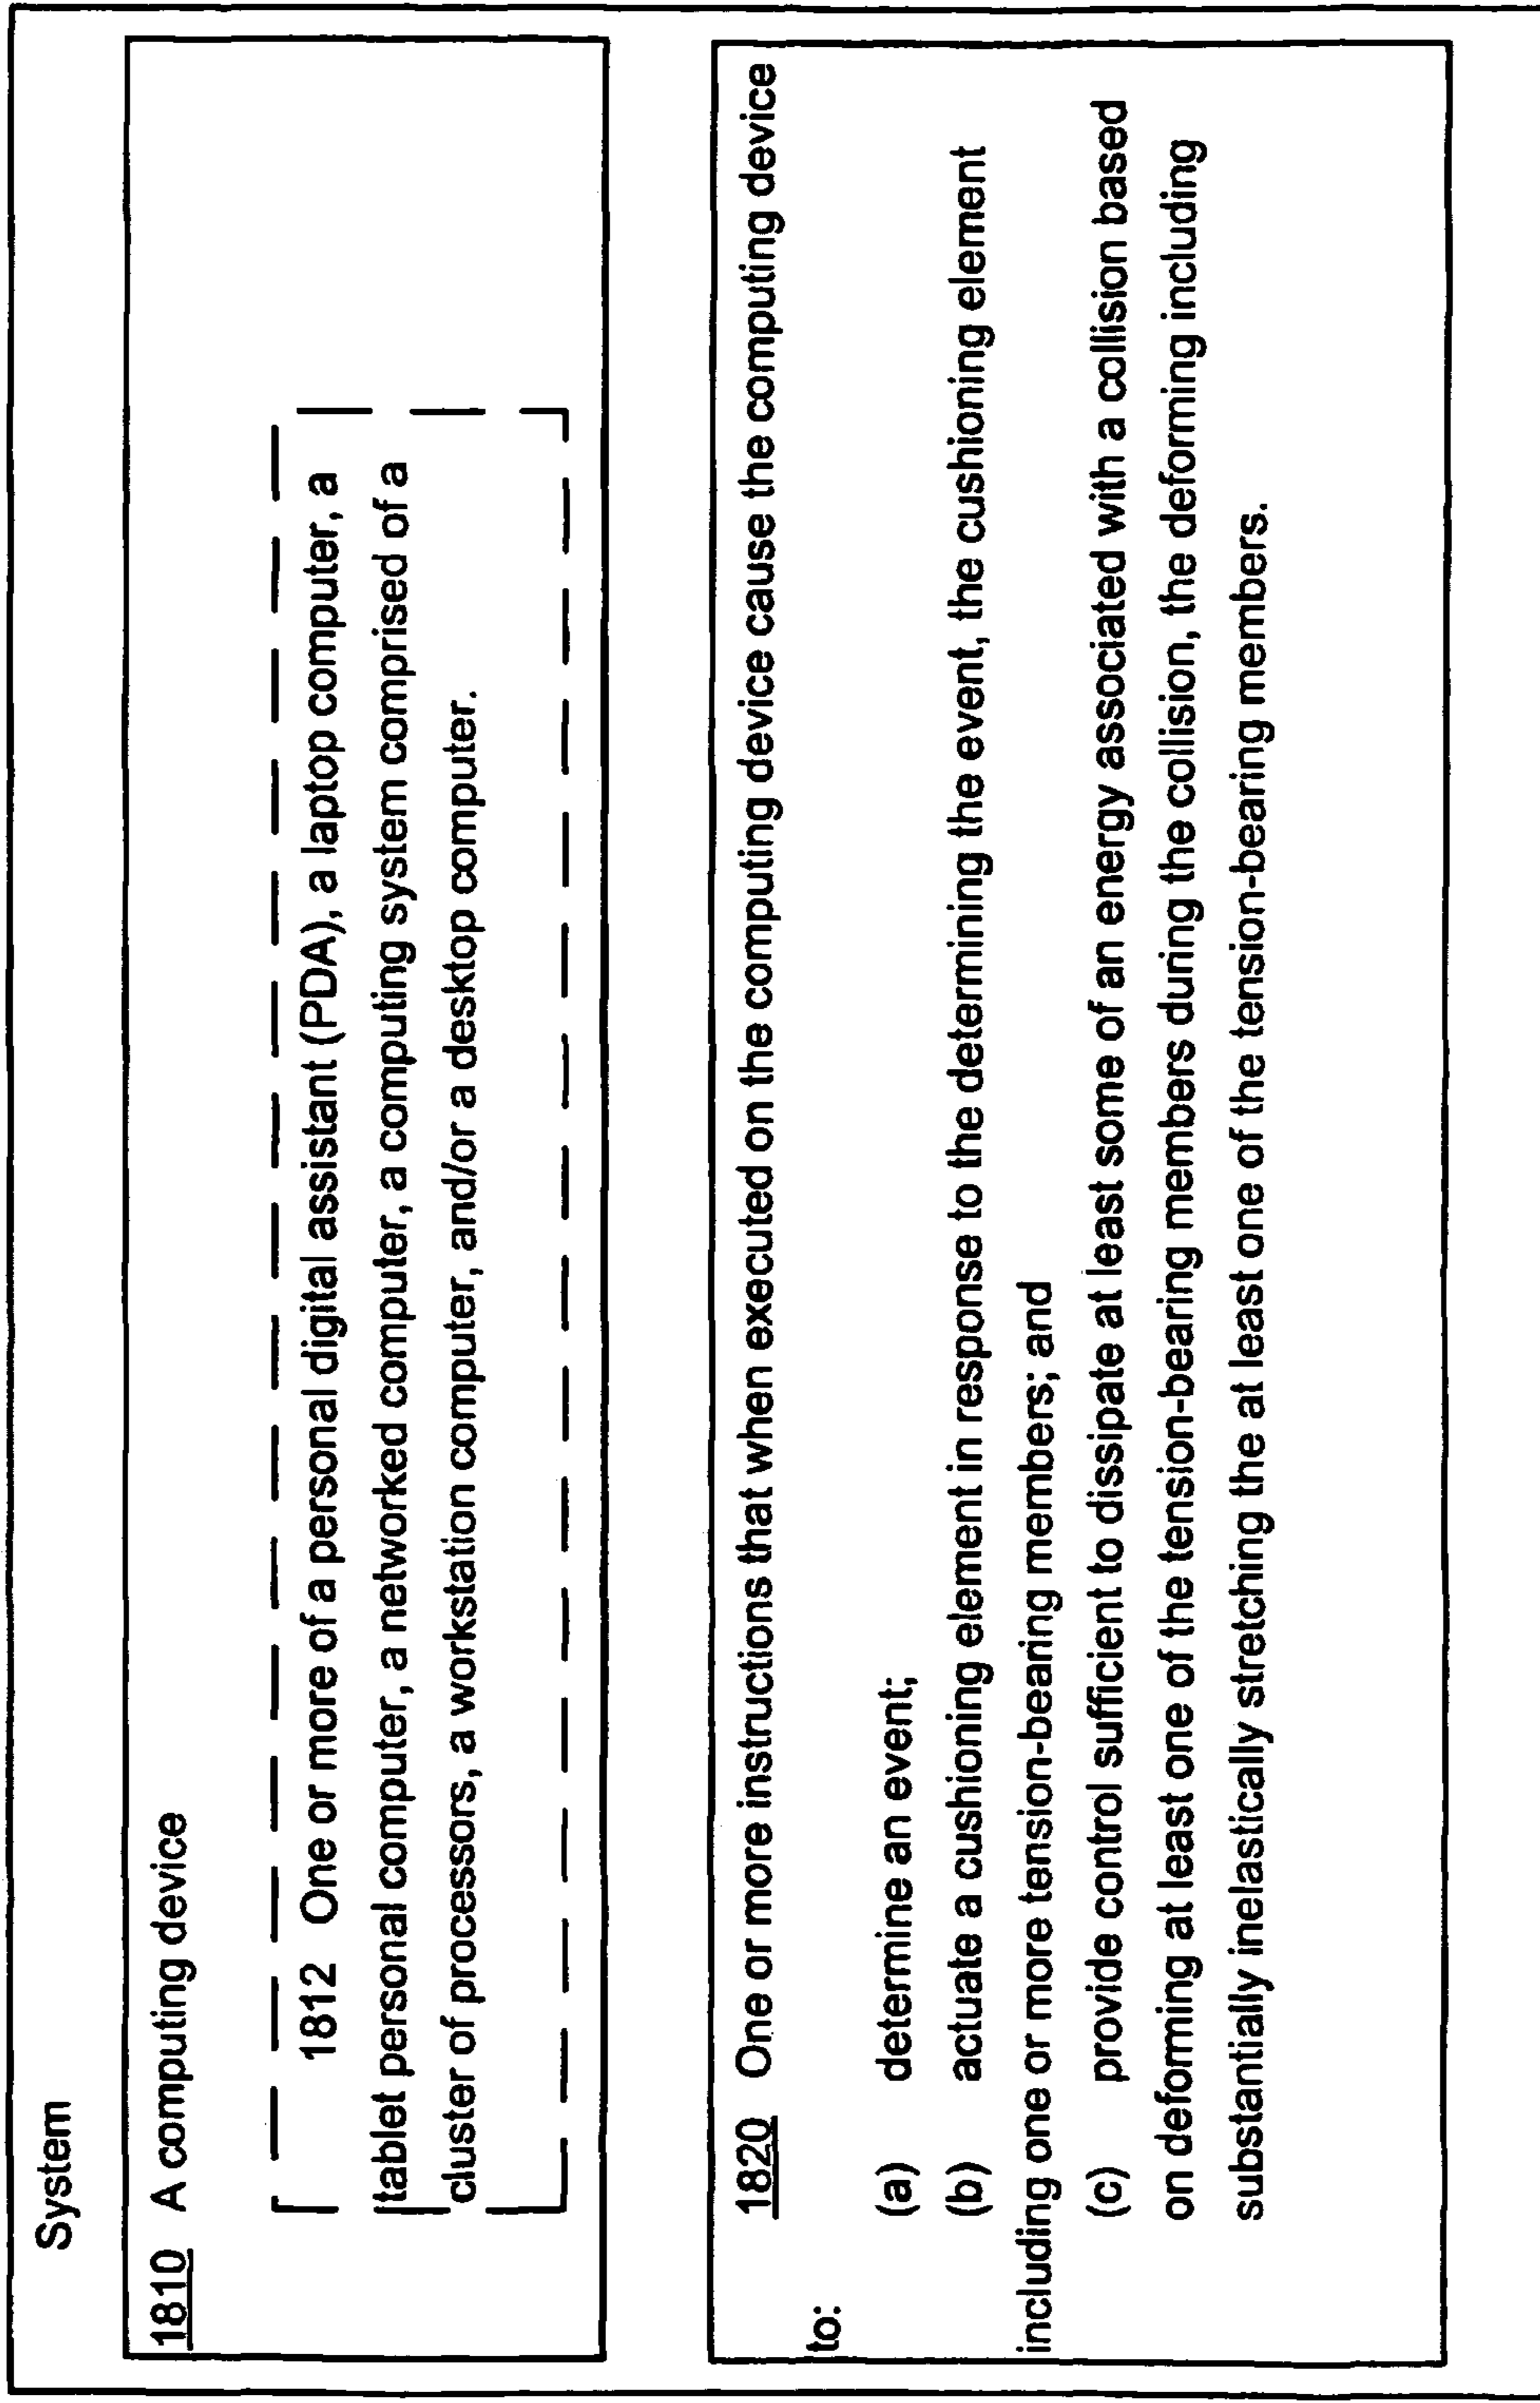 System
1810 A computing device
1812 One or more of a personal digital assistant (PDA), a laptop computer, a
tablet personal computer, a networked computer, a computing system comprised of a
cluster of processors, a workstation computer, and/or a desktop computer.
1820 One or more instructions that when executed on the computing device cause the computing device
to:
(a) determine an event;
(b) actuate a cushioning element in response to the determining the event, the cushioning element
including one or more tension-bearing members; and
(c) provide control sufficient to dissipate at least some of an energy associated with a collision based
on deforming at least one of the tension-bearing members during the collision, the deforming including
substantially inelastically stretching the at least one of the tension-bearing members.